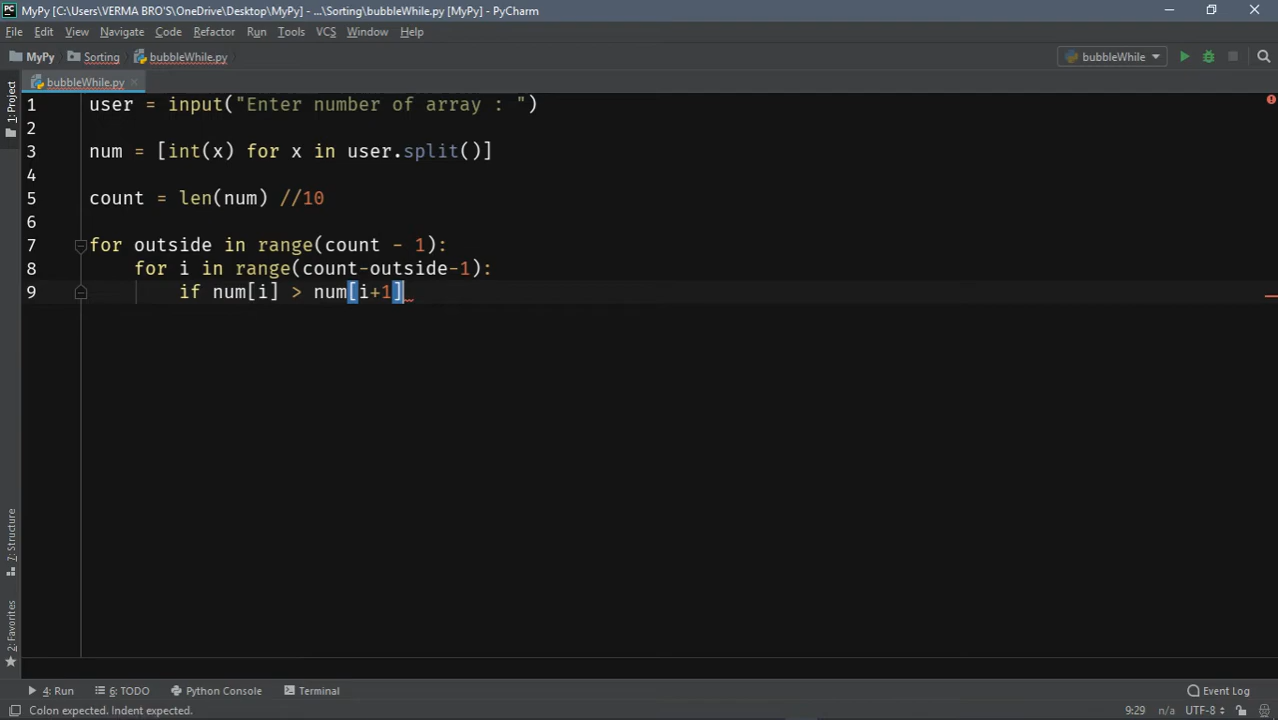 MyPy [C:\Users\VERMA BRO'S\OneDrive\Desktop\MyPy] - ...\Sorting\bubbleWhile.py [MyPy] - PyCharm
File Edit View Navigate Code Refactor Run Tools VCS Window Help
MyPy Sorting bubbleWhile.py bubbleWhile
1: Project
bubbleWhile.py
1 user = input("Enter number of array : ")
2
3 num = [int(x) for x in user.split()]
4
5 count = len(num) //10
6
7 for outside in range(count - 1):
8 for i in range(count-outside-1):
9 if num[i] > num[i+1]
7: Structure
2: Favorites
4: Run 6: TODO Python Console Terminal Event Log
Colon expected. Indent expected. 9:29 n/a UTF-8